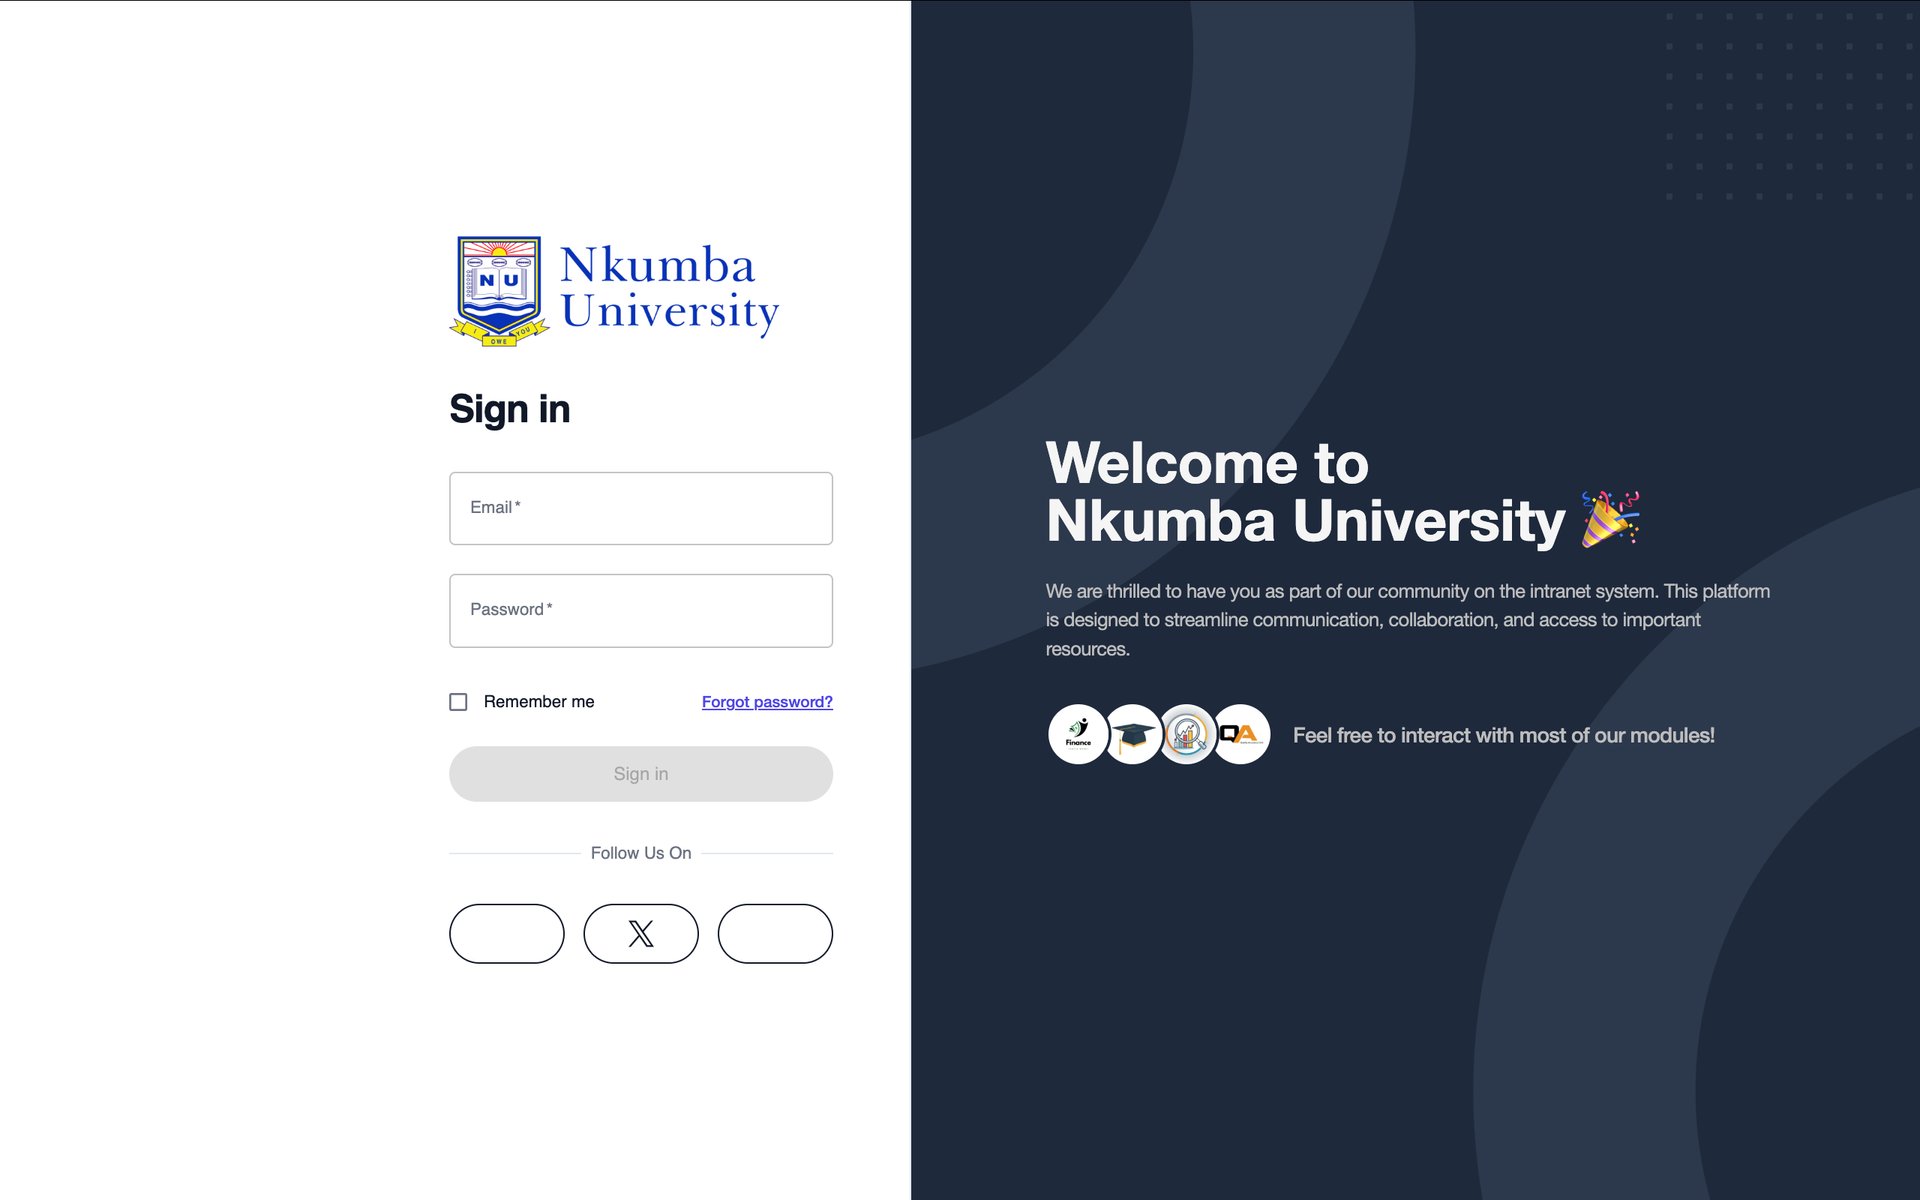 N U
I OWE YOU
Nkumba
University
Sign in
Email *
Password *
Remember me
Forgot password?
Sign in
Follow Us On
X
Welcome to
Nkumba University 🎉
We are thrilled to have you as part of our community on the intranet system. This platform
is designed to streamline communication, collaboration, and access to important
resources.
Finance
QA
Feel free to interact with most of our modules!